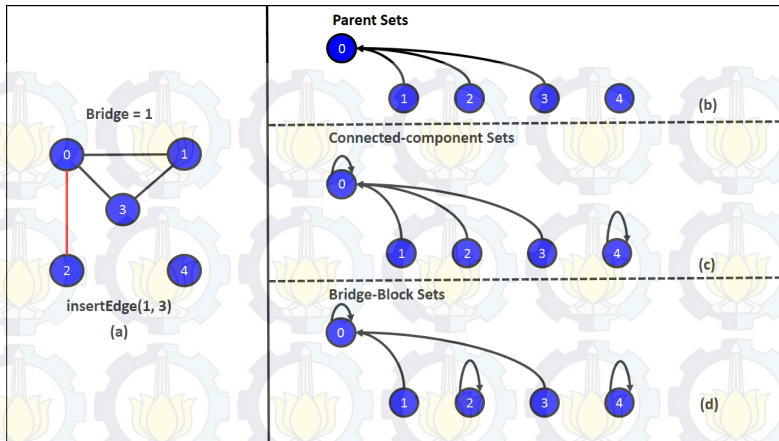 Bridge = 1
0
1
3
2
4
insertEdge(1, 3)
(a)
Parent Sets
0
1
2
3
4
(b)
Connected-component Sets
0
1
2
3
4
(c)
Bridge-Block Sets
0
1
2
3
4
(d)